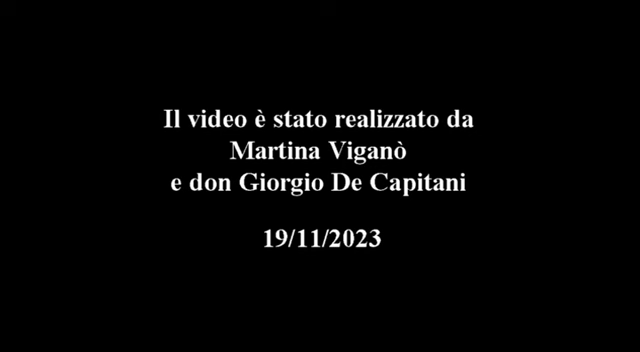 Il video è stato realizzato da
Martina Viganò
e don Giorgio De Capitani
19/11/2023